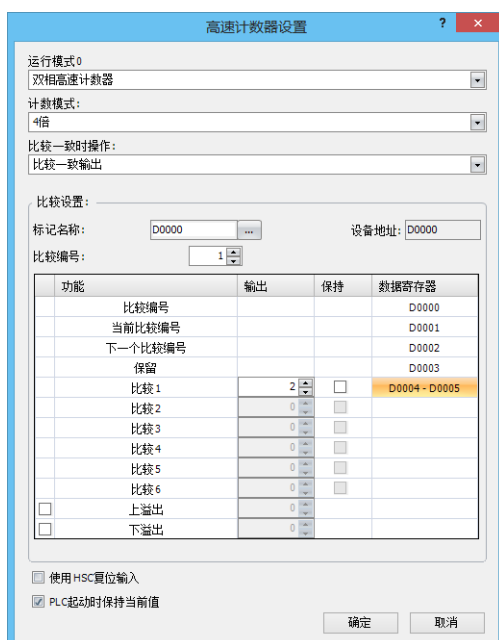 高速计数器设置 ? ×
运行模式0
双相高速计数器
计数模式:
4倍
比较一致时操作:
比较一致输出
比较设置:
标记名称: D0000 ... 设备地址: D0000
比较编号: 1
功能 输出 保持 数据寄存器
比较编号 D0000
当前比较编号 D0001
下一个比较编号 D0002
保留 D0003
比较1 2 D0004 - D0005
比较2 0
比较3 0
比较4 0
比较5 0
比较6 0
上溢出 0
下溢出 0
使用HSC复位输入
PLC起动时保持当前值
确定 取消